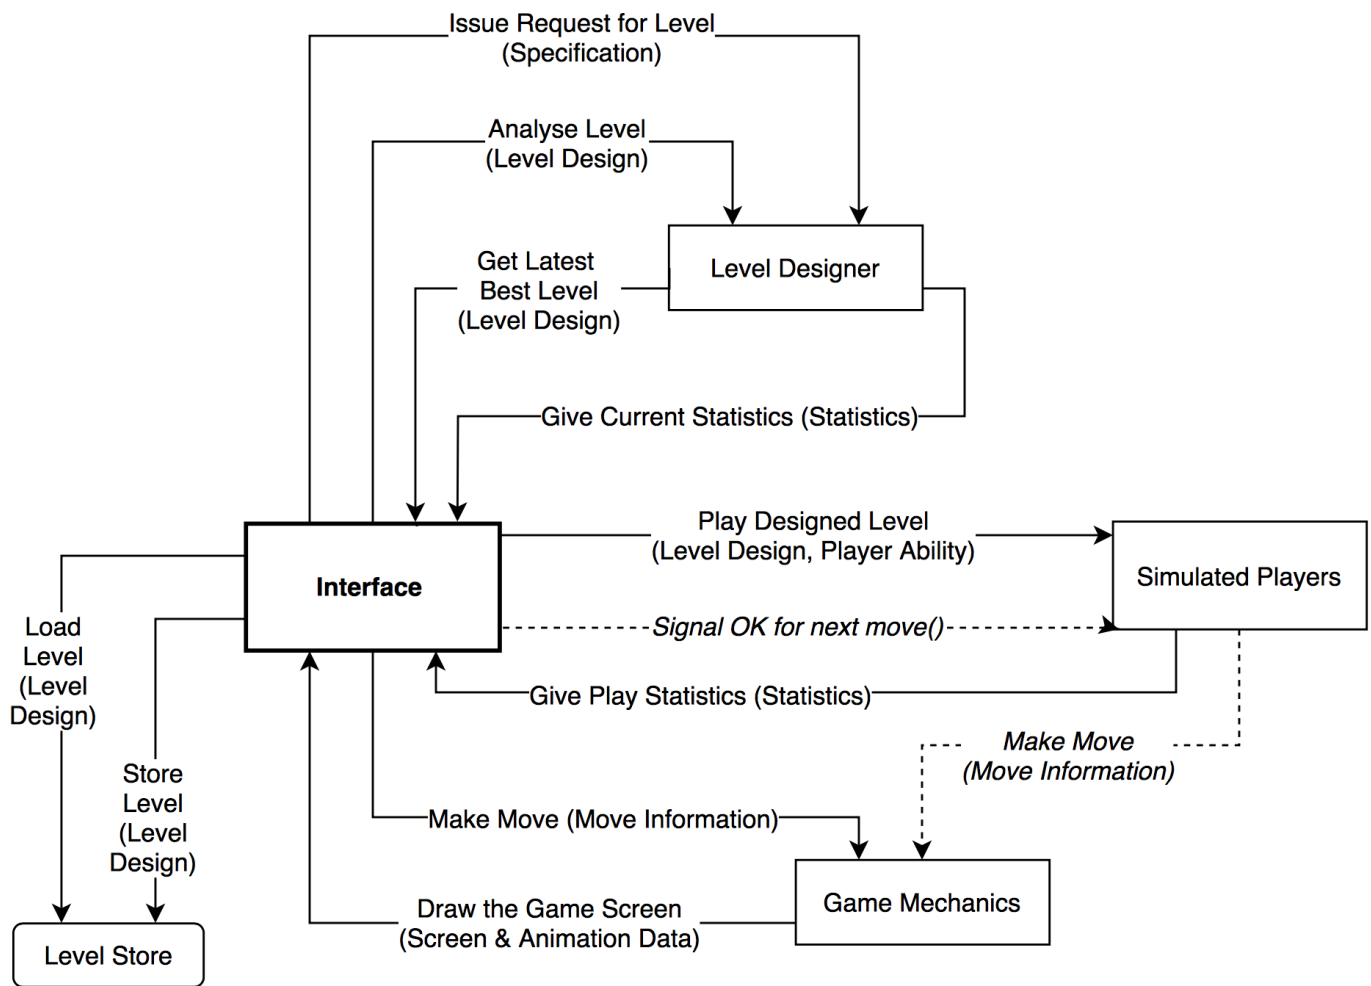 Issue Request for Level
(Specification)
Analyse Level
(Level Design)
Level Designer
Get Latest
Best Level
(Level Design)
Give Current Statistics (Statistics)
Play Designed Level
(Level Design, Player Ability)
Simulated Players
Interface
Signal OK for next move()
Load
Level
(Level
Design)
Give Play Statistics (Statistics)
Make Move
(Move Information)
Store
Level
(Level
Design)
Make Move (Move Information)
Game Mechanics
Draw the Game Screen
(Screen & Animation Data)
Level Store